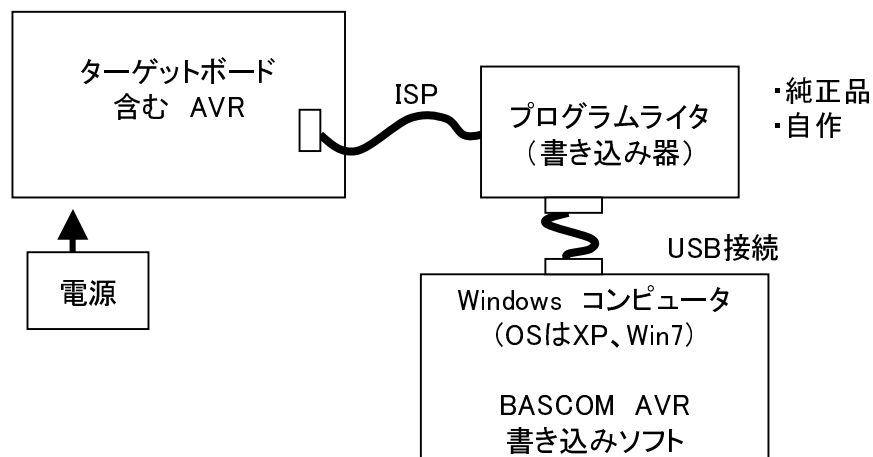 ターゲットボード
含む　AVR
ISP
プログラムライタ
（書き込み器）
・純正品
・自作
電源
USB接続
Windows　コンピュータ
（OSはXP、Win7）
BASCOM　AVR
書き込みソフト